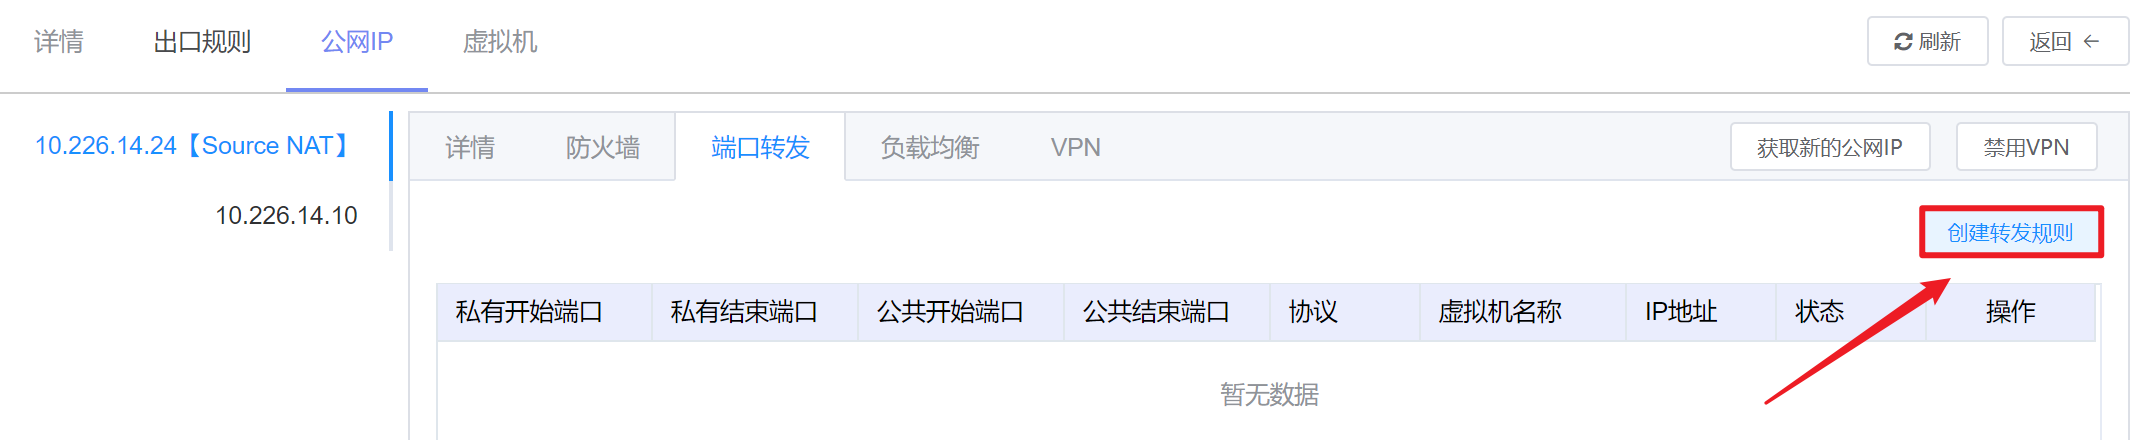 详情 出口规则 公网IP 虚拟机 刷新 返回 ←
10.226.14.24【Source NAT】
10.226.14.10
详情 防火墙 端口转发 负载均衡 VPN 获取新的公网IP 禁用VPN
创建转发规则
私有开始端口 私有结束端口 公共开始端口 公共结束端口 协议 虚拟机名称 IP地址 状态 操作
暂无数据